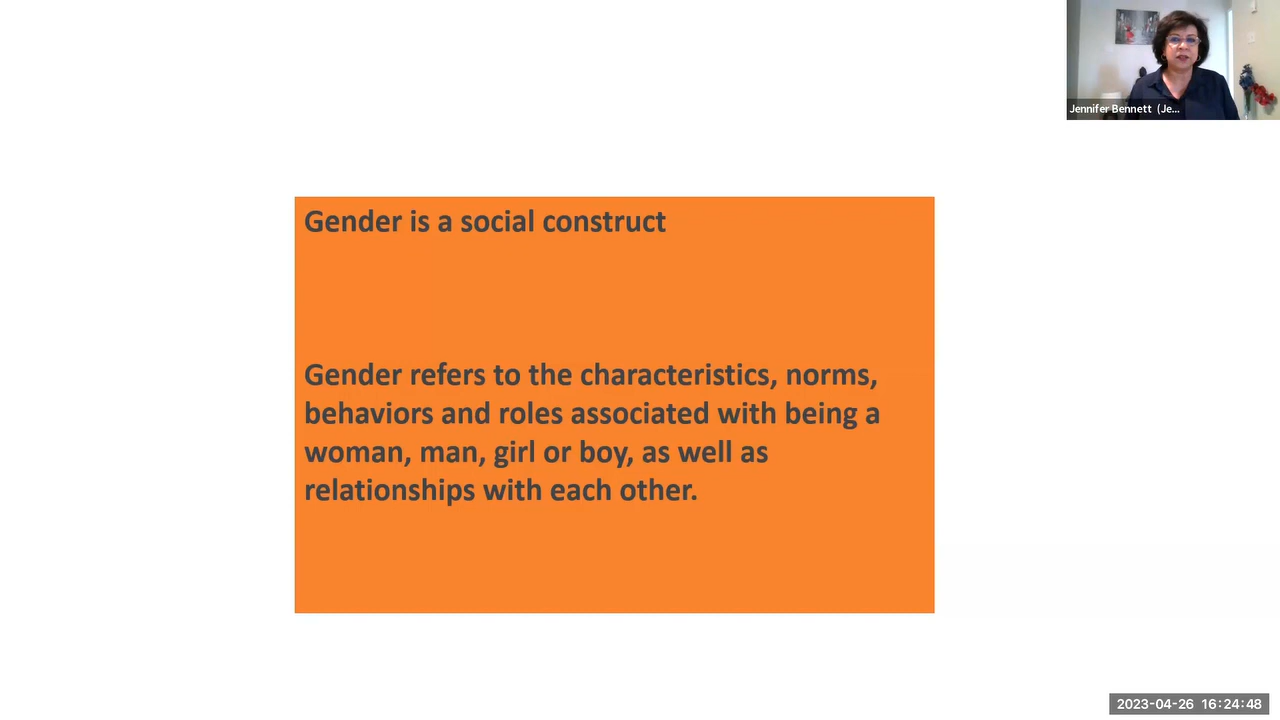 Jennifer Bennett (Je...
Gender is a social construct
Gender refers to the characteristics, norms,
behaviors and roles associated with being a
woman, man, girl or boy, as well as
relationships with each other.
2023-04-26 16:24:48